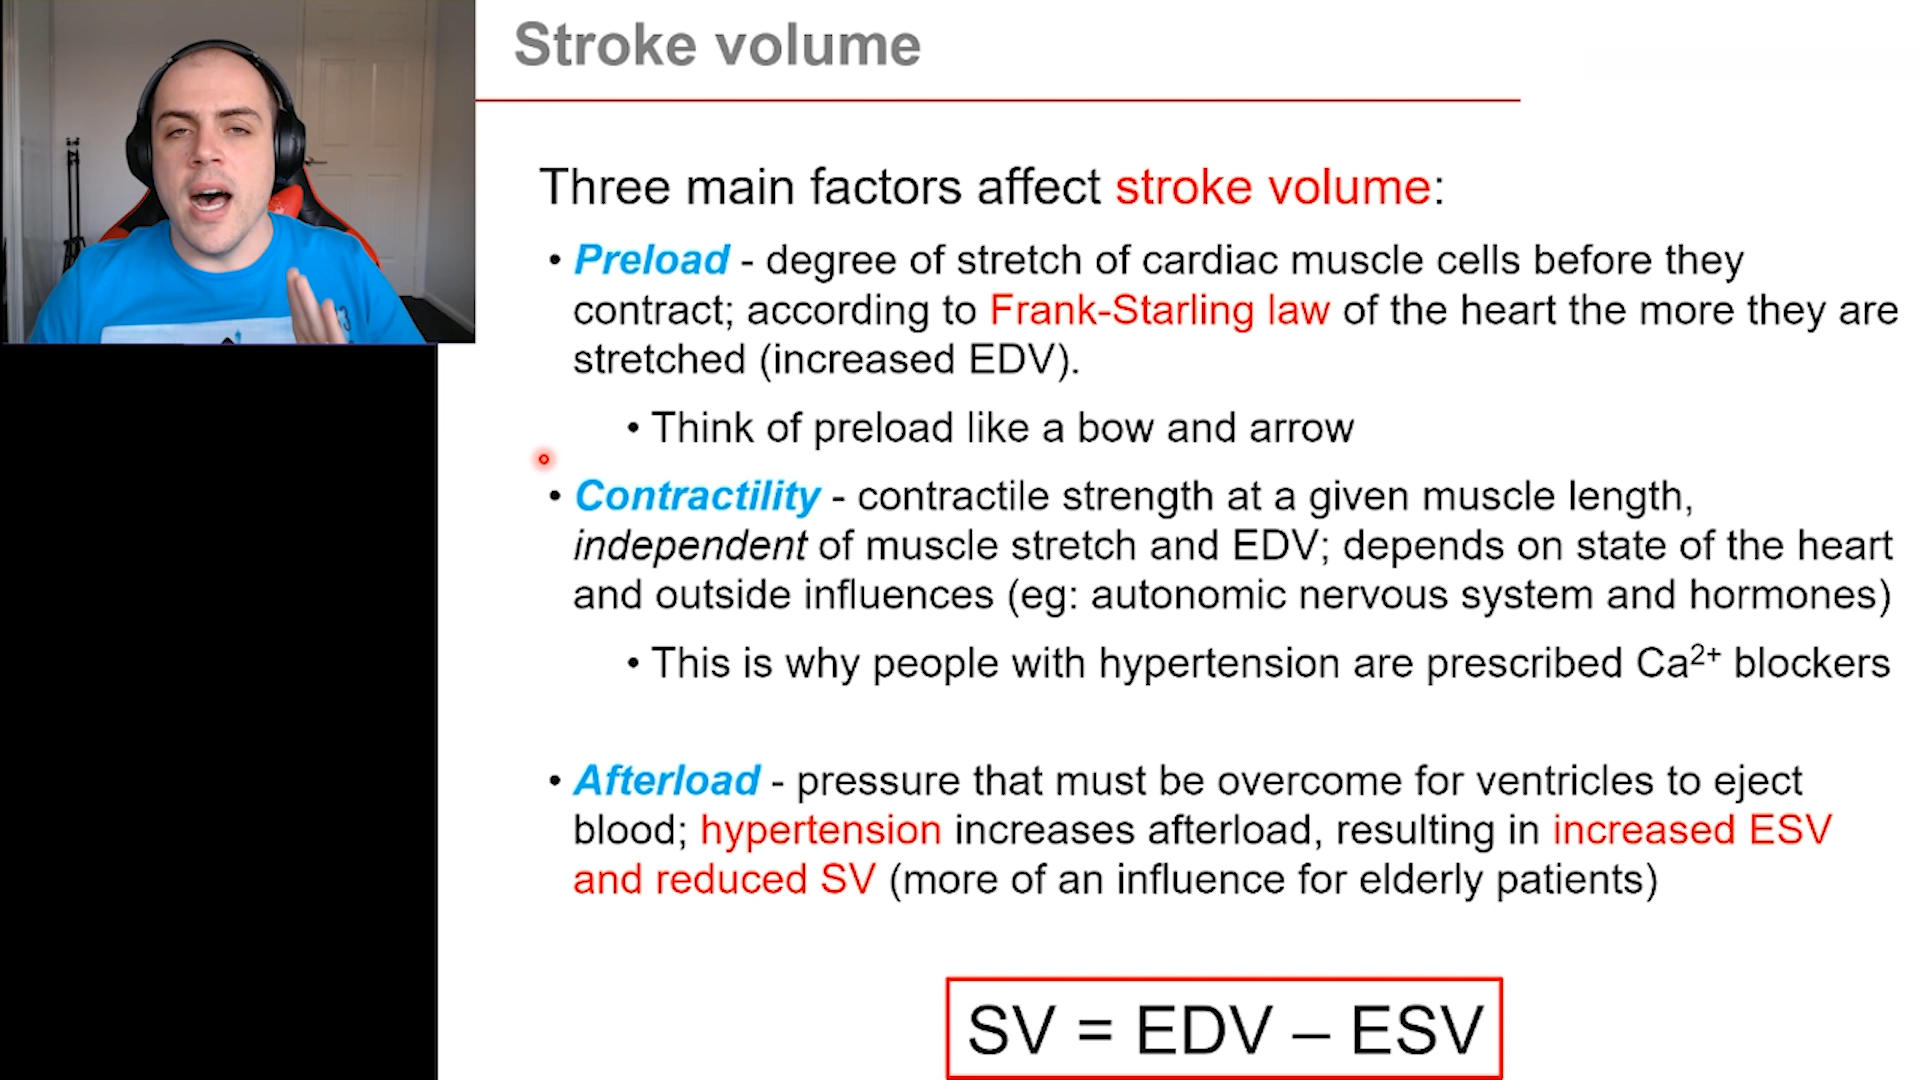 Stroke volume
Three main factors affect stroke volume:
• Preload - degree of stretch of cardiac muscle cells before they
contract; according to Frank-Starling law of the heart the more they are
stretched (increased EDV).
• Think of preload like a bow and arrow
• Contractility - contractile strength at a given muscle length,
independent of muscle stretch and EDV; depends on state of the heart
and outside influences (eg: autonomic nervous system and hormones)
• This is why people with hypertension are prescribed Ca²⁺ blockers
• Afterload - pressure that must be overcome for ventricles to eject
blood; hypertension increases afterload, resulting in increased ESV
and reduced SV (more of an influence for elderly patients)
SV = EDV – ESV